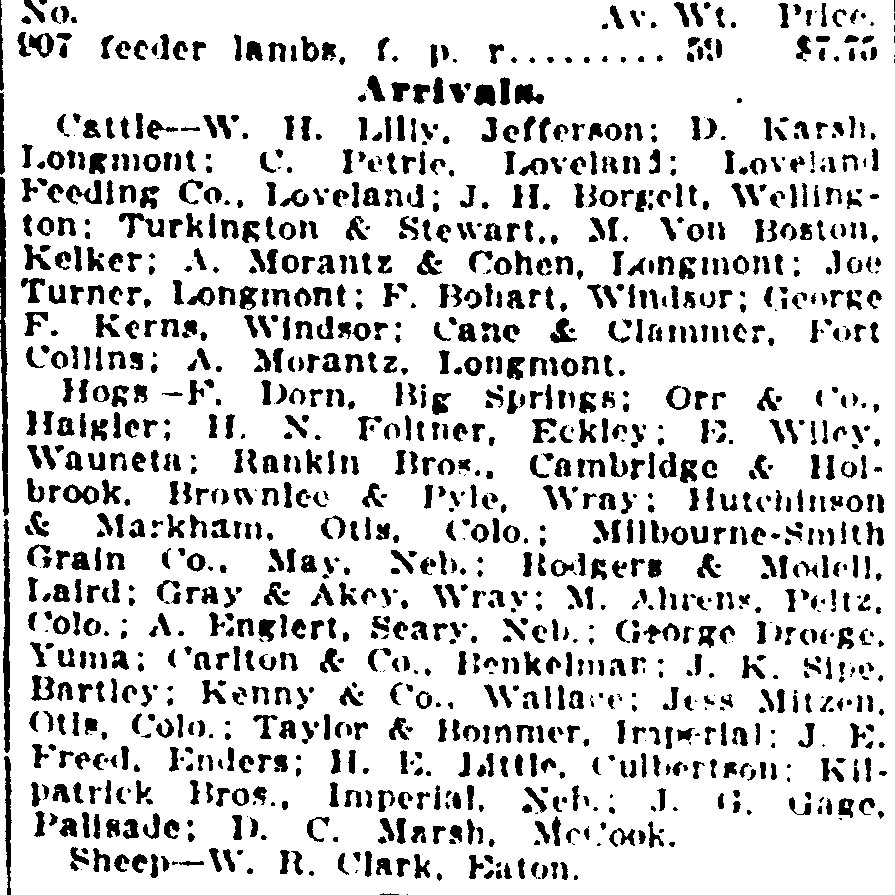 No. Av. Wt. Price.
907 feeder lambs, f. p. r.......... 59 $7.75
Arrivals.
Cattle—W. H. Lilly, Jefferson; D. Karsh,
Longmont; C. Petrie, Loveland; Loveland
Feeding Co., Loveland; J. H. Borgelt, Welling-
ton; Turkington & Stewart,, M. Von Boston,
Kelker; A. Morantz & Cohen, Longmont; Joe
Turner, Longmont; F. Bohart, Windsor; George
F. Kerns, Windsor; Cane & Clammer, Fort
Collins; A. Morantz, Longmont.
Hogs—F. Dorn, Big Springs; Orr & Co.,
Haigler; H. N. Foltner, Eckley; E. Wiley,
Wauneta; Rankin Bros., Cambridge & Hol-
brook, Brownlee & Pyle, Wray; Hutchinson
& Markham, Otis, Colo.; Milbourne-Smith
Grain Co., May, Neb.; Rodgers & Modell,
Laird; Gray & Akey, Wray; M. Ahrens, Peltz,
Colo.; A. Englert, Seary, Neb.; George Droege,
Yuma; Carlton & Co., Benkelman; J. K. Sipe,
Bartley; Kenny & Co., Wallace; Jess Mitzen,
Otis, Colo.; Taylor & Bommer, Imperial; J. E.
Freed, Enders; H. E. Little, Culbertson; Kil-
patrick Bros., Imperial, Neb.; J. G. Gage,
Palisade; D. C. Marsh, McCook.
Sheep—W. R. Clark, Eaton.